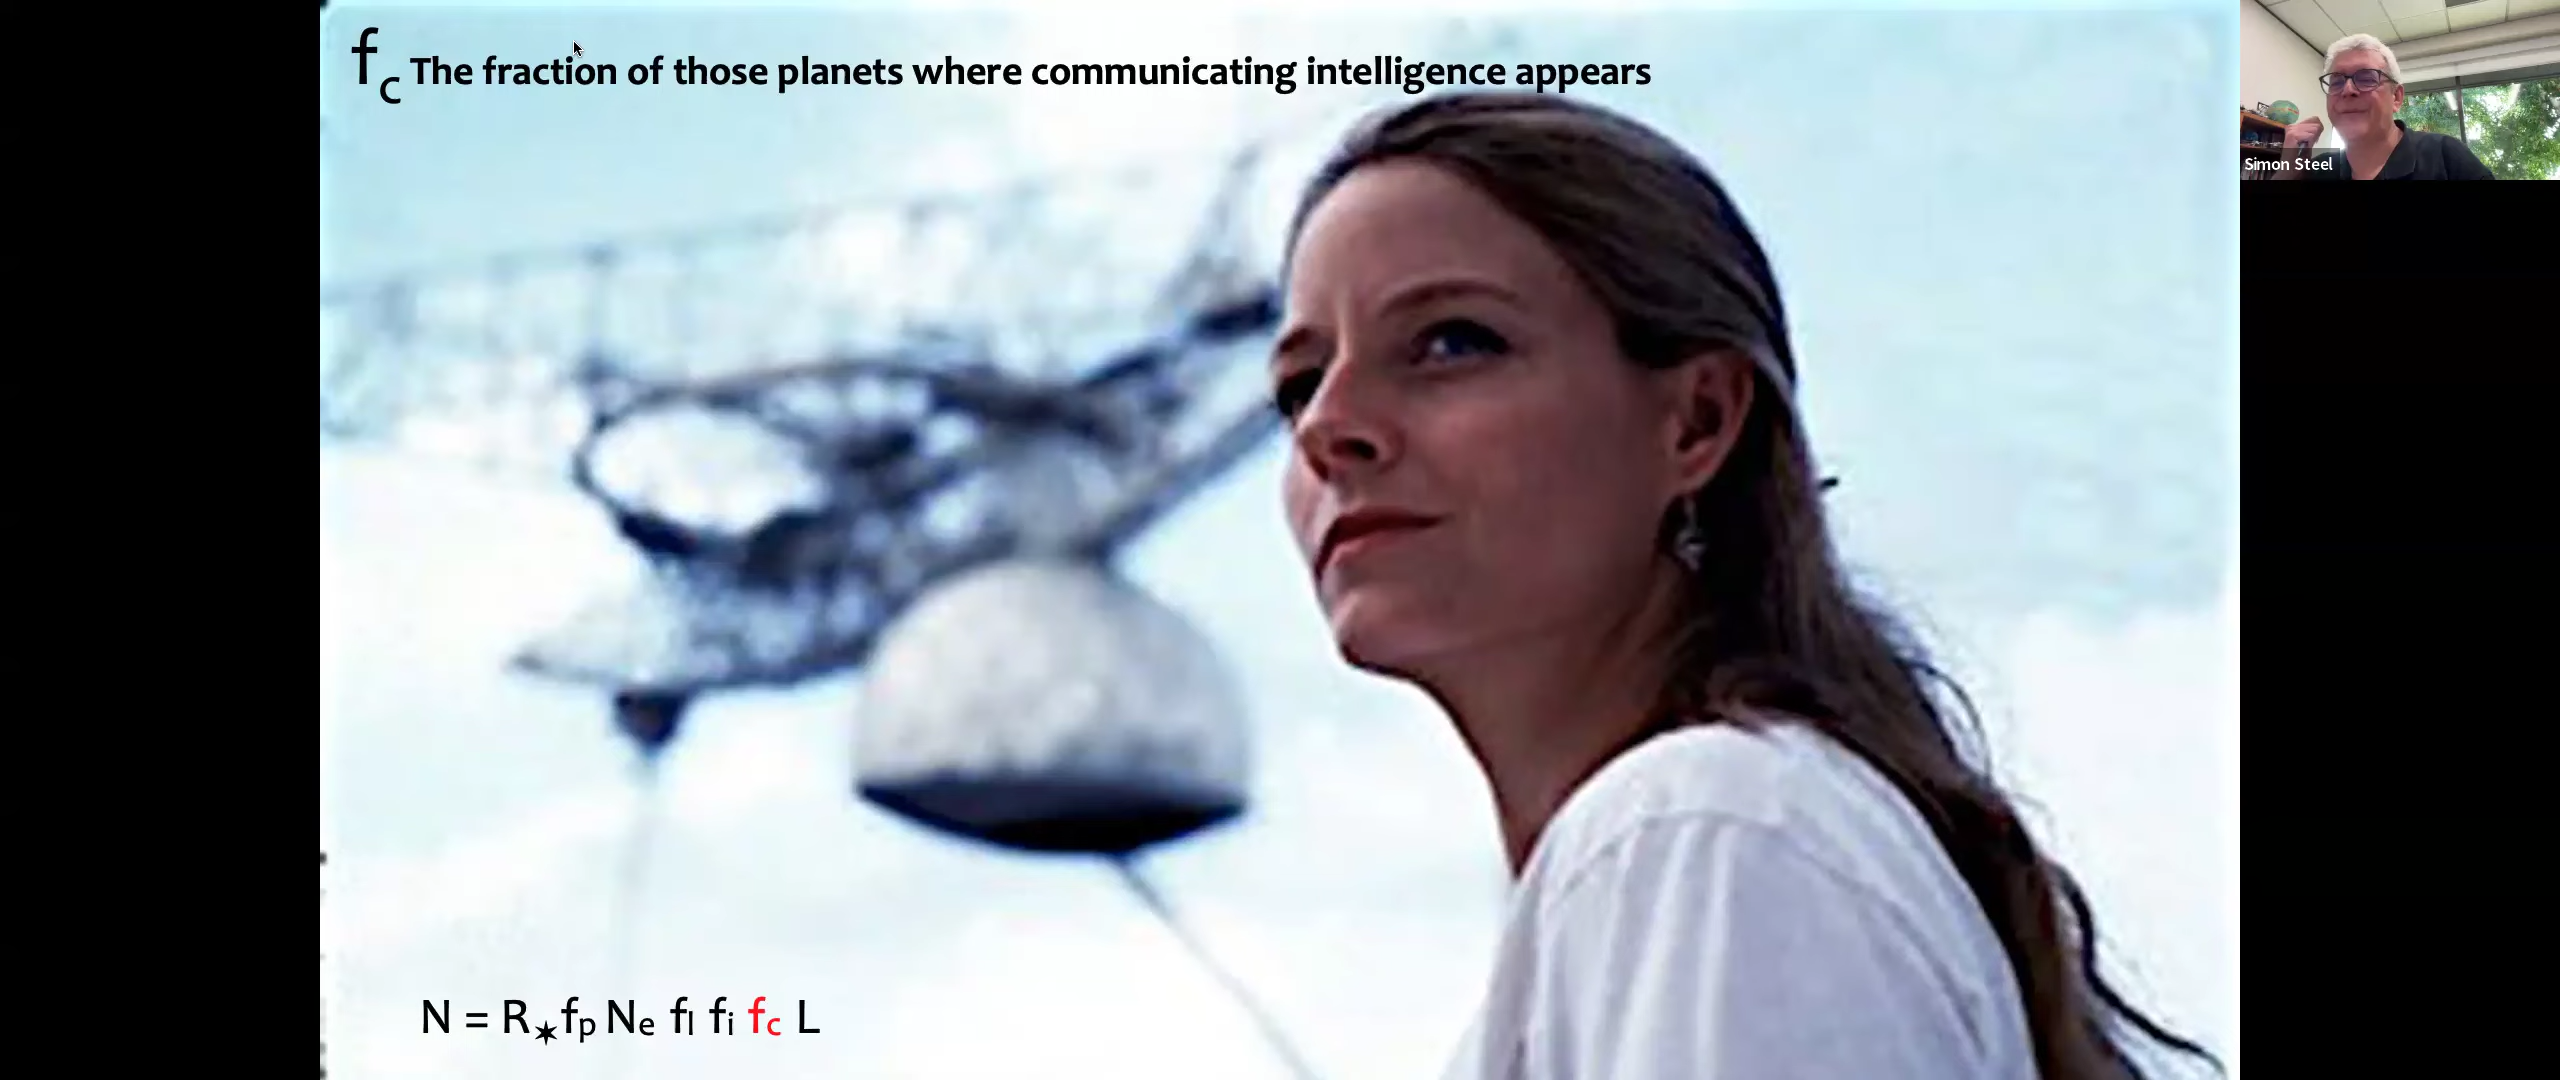 fc The fraction of those planets where communicating intelligence appears
Simon Steel
N = R✶fp Ne fl fi fc L